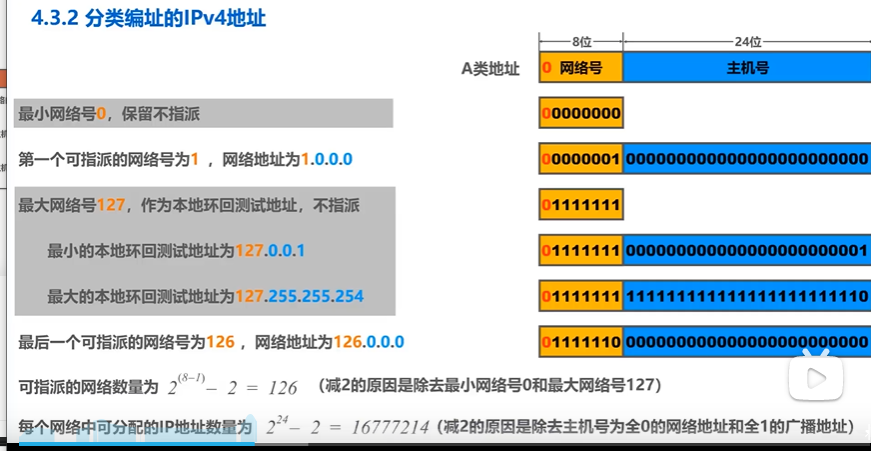 4.3.2 分类编址的IPv4地址
8位 24位
A类地址 0 网络号 主机号
最小网络号0，保留不指派 00000000
第一个可指派的网络号为1 ，网络地址为1.0.0.0 00000001 000000000000000000000000
最大网络号127，作为本地环回测试地址，不指派 01111111
最小的本地环回测试地址为127.0.0.1 01111111 000000000000000000000001
最大的本地环回测试地址为127.255.255.254 01111111 111111111111111111111110
最后一个可指派的网络号为126 ，网络地址为126.0.0.0 01111110 000000000000000000000000
可指派的网络数量为 2^(8−1) − 2 = 126 （减2的原因是除去最小网络号0和最大网络号127）
每个网络中可分配的IP地址数量为 2^24 − 2 = 16777214（减2的原因是除去主机号为全0的网络地址和全1的广播地址）